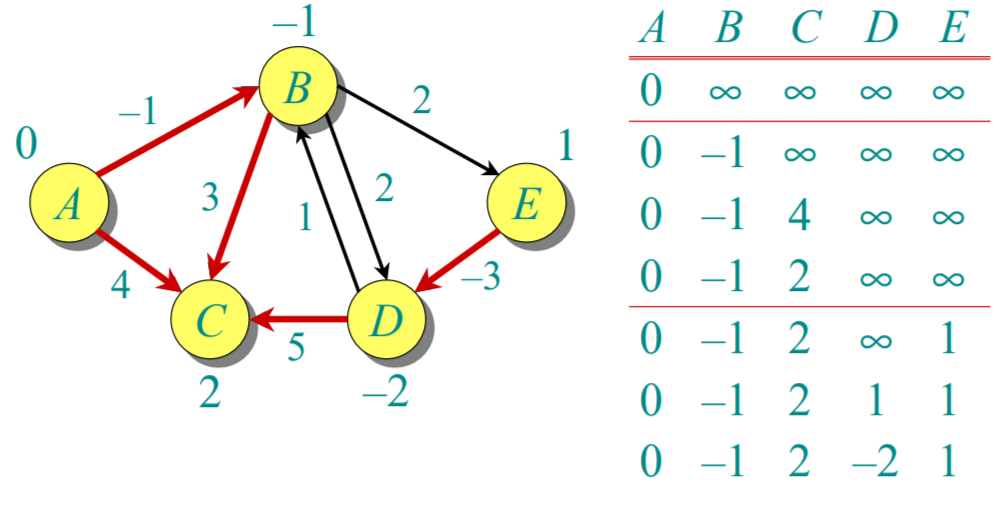 –1
B
–1
2
0
1
A
3
1
2
E
4
–3
C
5
D
2
–2
A B C D E
0 ∞ ∞ ∞ ∞
0 –1 ∞ ∞ ∞
0 –1 4 ∞ ∞
0 –1 2 ∞ ∞
0 –1 2 ∞ 1
0 –1 2 1 1
0 –1 2 –2 1